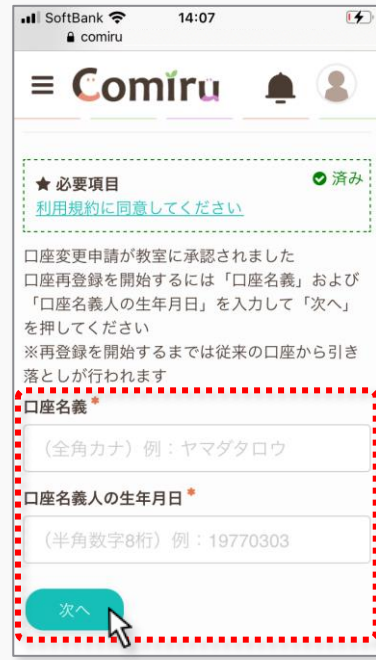 SoftBank 14:07
comiru
Comiru
★ 必要項目 済み
利用規約に同意してください
口座変更申請が教室に承認されました
口座再登録を開始するには「口座名義」および
「口座名義人の生年月日」を入力して「次へ」
を押してください
※再登録を開始するまでは従来の口座から引き
落としが行われます
口座名義*
（全角カナ）例：ヤマダタロウ
口座名義人の生年月日*
（半角数字8桁）例：19770303
次へ